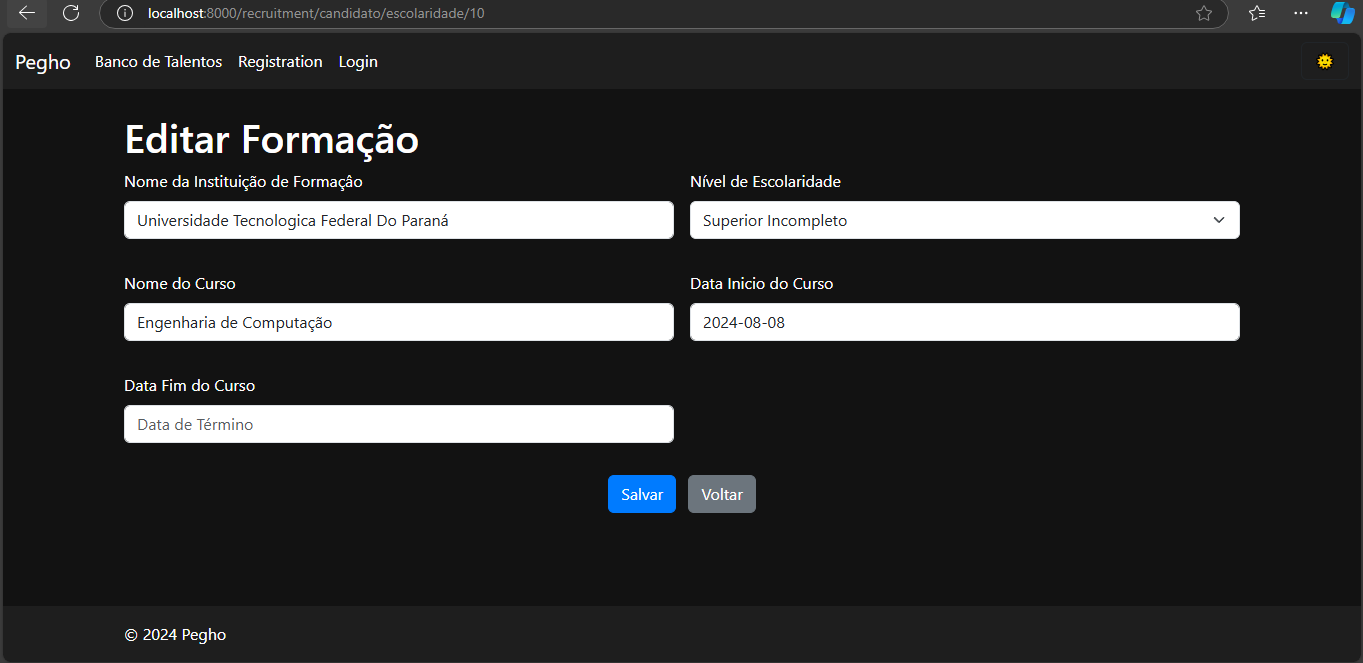 localhost:8000/recruitment/candidato/escolaridade/10
Pegho Banco de Talentos Registration Login
Editar Formação
Nome da Instituição de Formaçâo Nível de Escolaridade
Universidade Tecnologica Federal Do Paraná Superior Incompleto
Nome do Curso Data Inicio do Curso
Engenharia de Computação 2024-08-08
Data Fim do Curso
Data de Término
Salvar Voltar
© 2024 Pegho